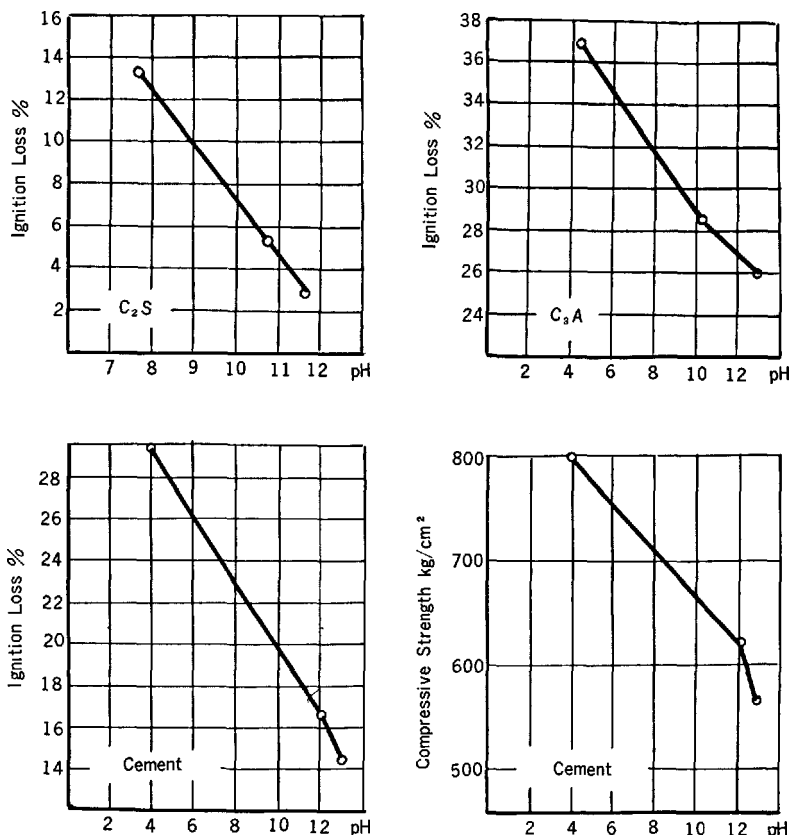 16
14
12
10
8
6
4
2
Ignition Loss %
C₂S
7 8 9 10 11 12 pH
38
36
34
32
30
28
26
24
Ignition Loss %
C₃A
2 4 6 8 10 12 pH
28
26
24
22
20
18
16
14
Ignition Loss %
Cement
2 4 6 8 10 12 pH
800
700
600
500
Compressive Strength kg/cm²
Cement
2 4 6 8 10 12 pH